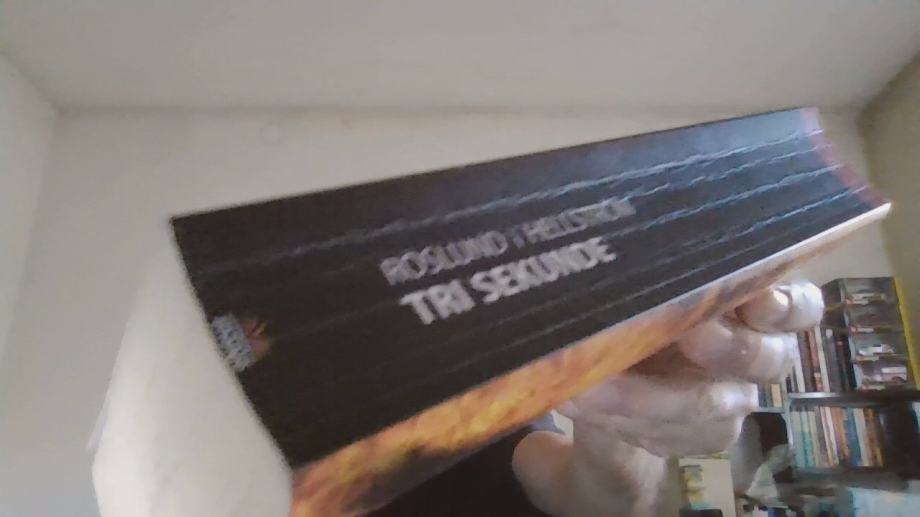 ROSLUND I HELLSTRÖM
TRI SEKUNDE